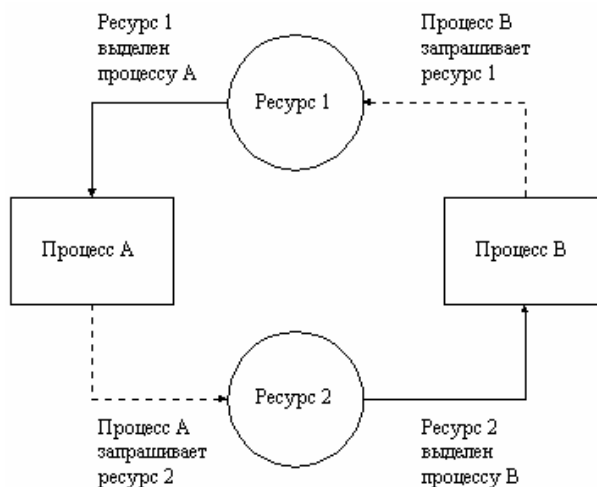 Ресурс 1
выделен
процессу A
Процесс B
запрашивает
ресурс 1
Ресурс 1
Процесс A
Процесс B
Ресурс 2
Процесс A
запрашивает
ресурс 2
Ресурс 2
выделен
процессу B